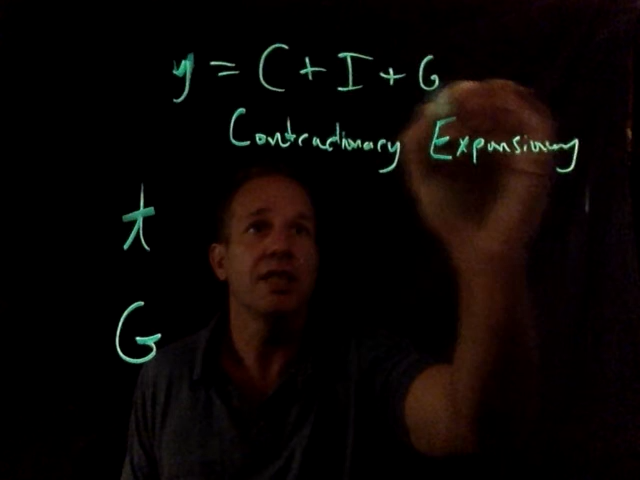 y = C + I + G
Contractionary Expansionary
t
G